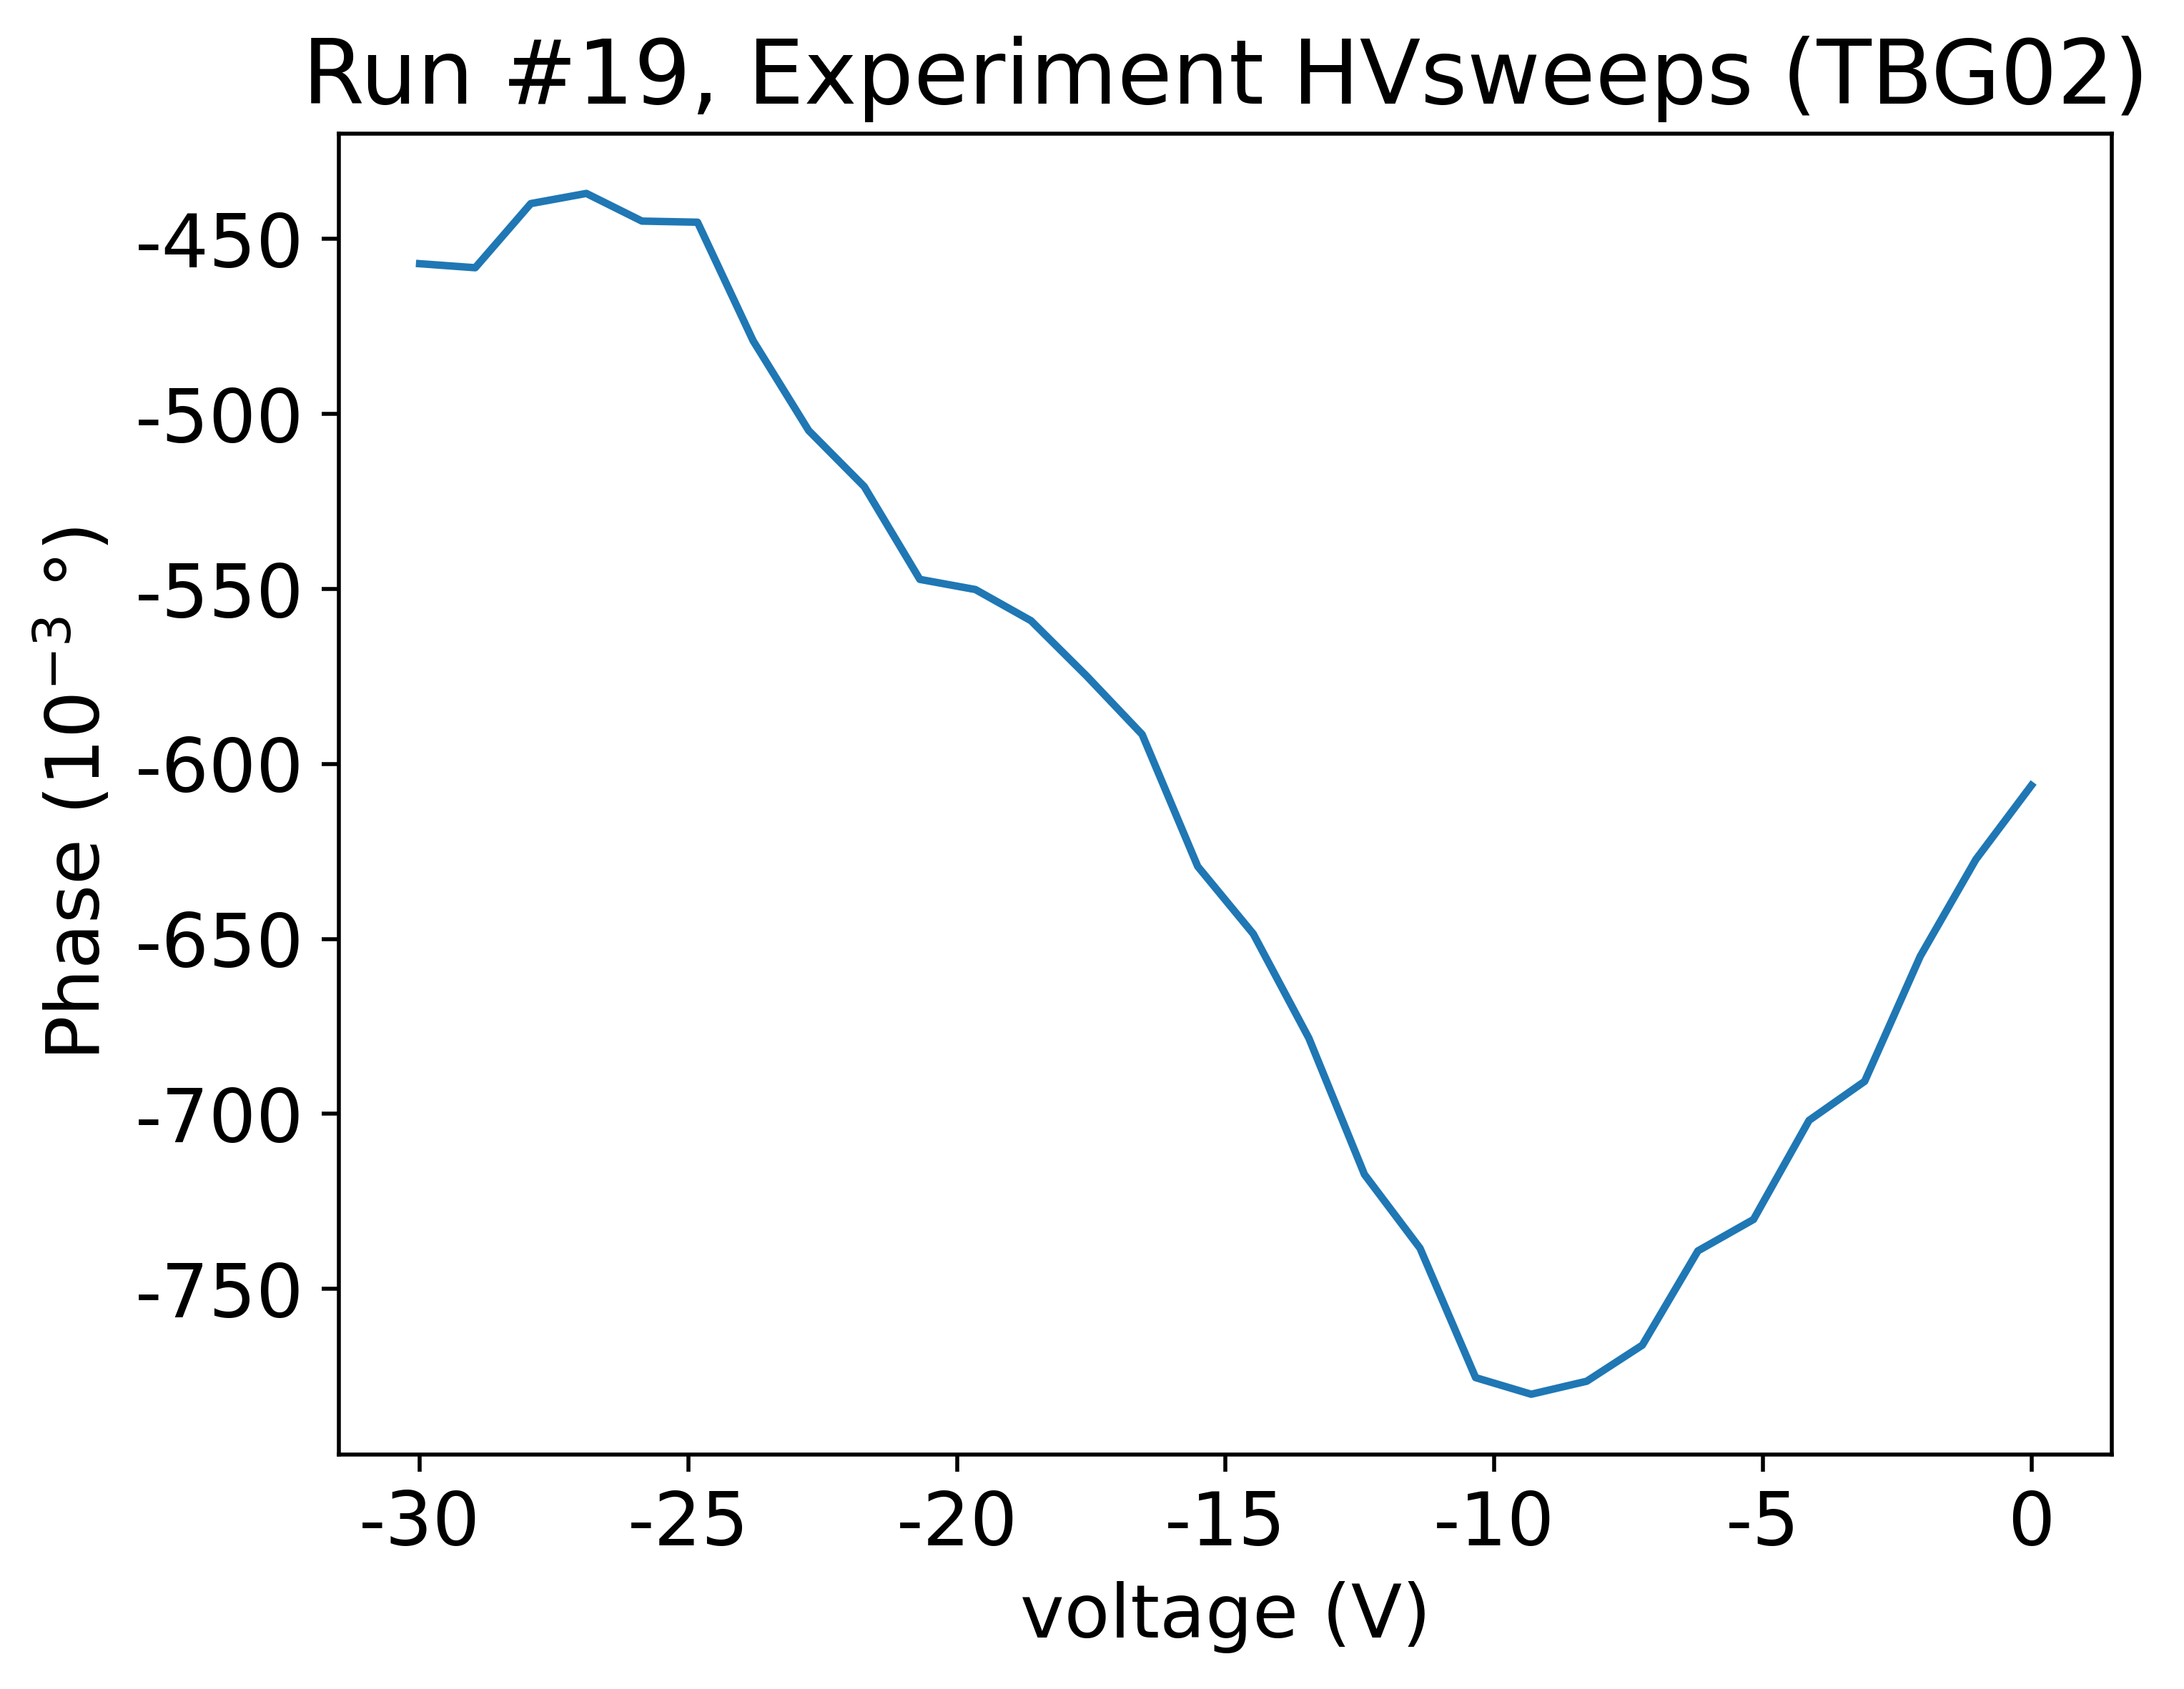 Run #19, Experiment HVsweeps (TBG02)
Phase (10⁻³ °)
-450
-500
-550
-600
-650
-700
-750
-30 -25 -20 -15 -10 -5 0
voltage (V)